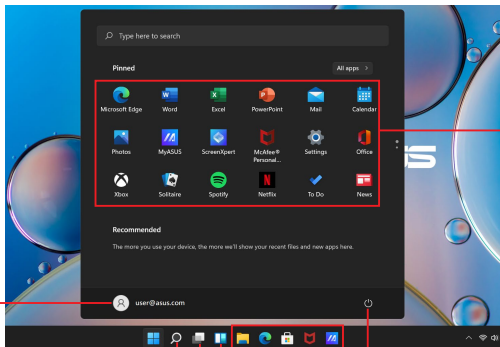 Type here to search
Pinned
All apps >
Microsoft Edge Word Excel PowerPoint Mail Calendar
Photos MyASUS ScreenXpert McAfee® Personal... Settings Office
Xbox Solitaire Spotify Netflix To Do News
Recommended
The more you use your device, the more we'll show your recent files and new apps here.
user@asus.com